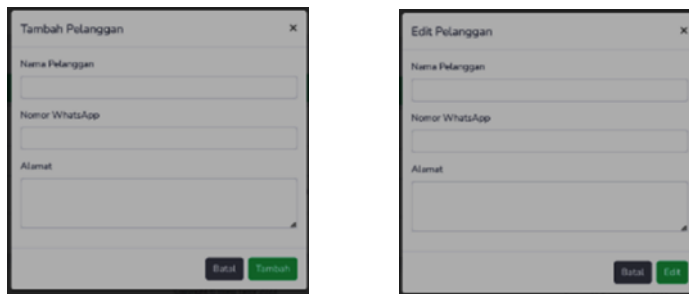 Tambah Pelanggan ×
Nama Pelanggan
Nomor WhatsApp
Alamat
Batal Tambah
Edit Pelanggan ×
Nama Pelanggan
Nomor WhatsApp
Alamat
Batal Edit